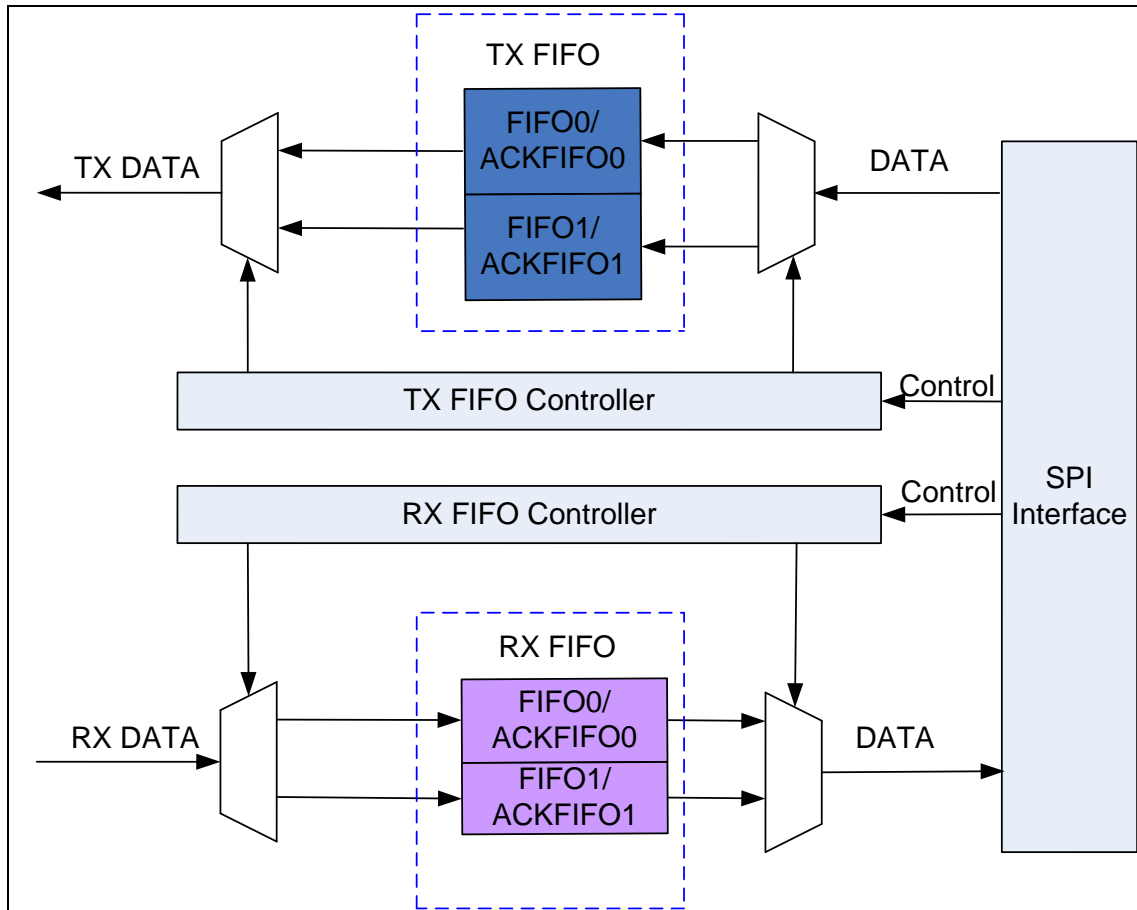 TX FIFO
FIFO0/
ACKFIFO0
TX DATA
DATA
FIFO1/
ACKFIFO1
TX FIFO Controller
Control
RX FIFO Controller
Control
SPI
Interface
RX FIFO
FIFO0/
ACKFIFO0
RX DATA
DATA
FIFO1/
ACKFIFO1